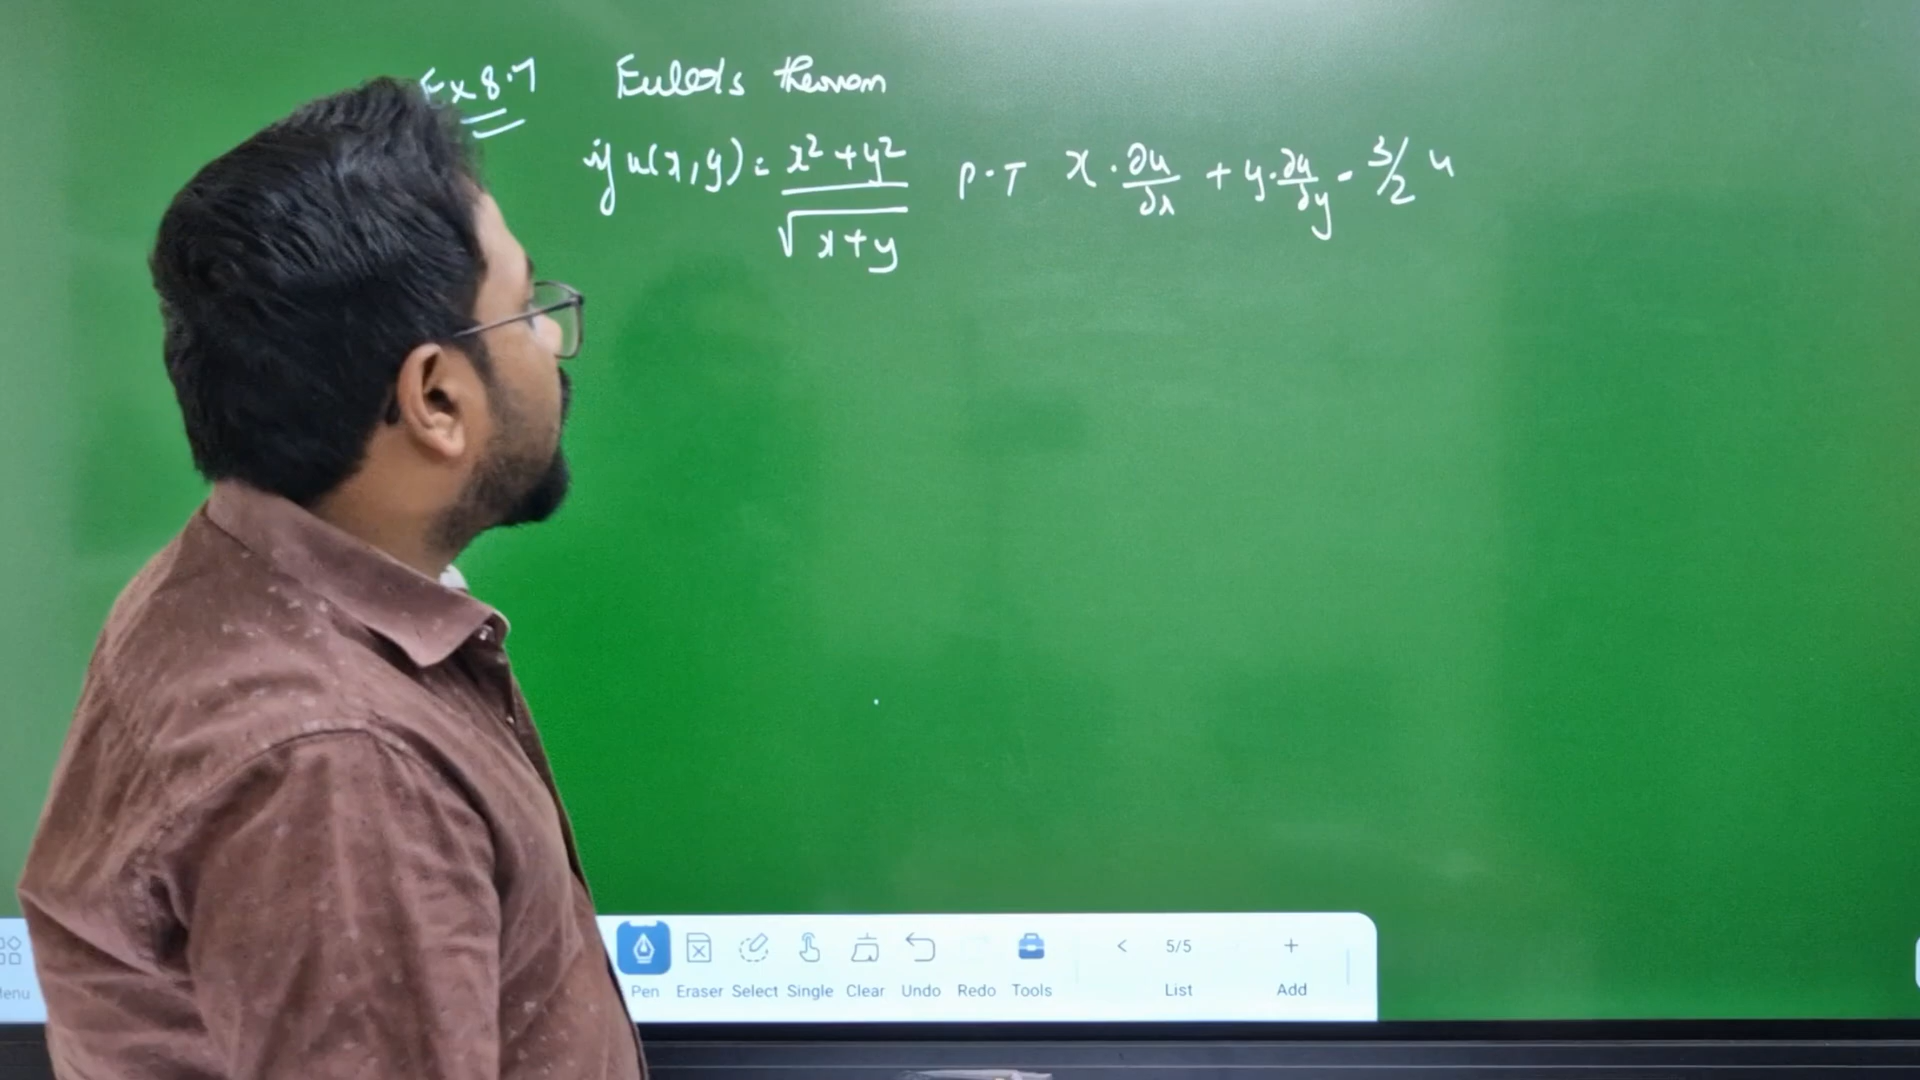 Ex 8.7 Euler's theorem
if u(x,y) = x² + y² / √x+y P.T x · ∂u/∂x + y · ∂u/∂y = 3/2 u
Pen Eraser Select Single Clear Undo Redo Tools < 5/5 List + Add
enu